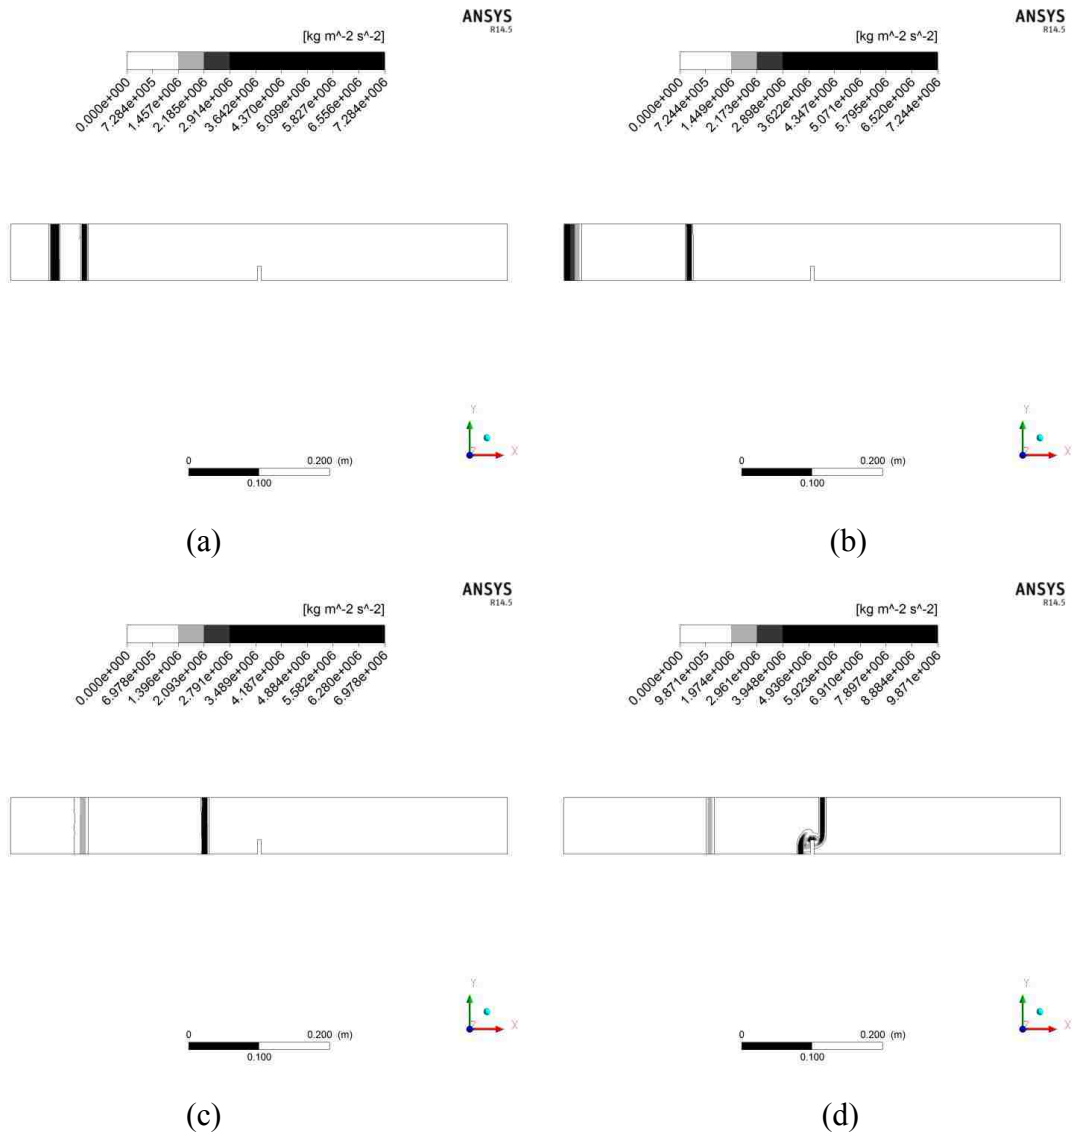 ANSYS
R14.5
[kg m^-2 s^-2]
0.000e+000
7.284e+005
1.457e+006
2.185e+006
2.914e+006
3.642e+006
4.370e+006
5.099e+006
5.827e+006
6.556e+006
7.284e+006
Y
X
0
0.200 (m)
0.100
(a)
ANSYS
R14.5
[kg m^-2 s^-2]
0.000e+000
7.244e+005
1.449e+006
2.173e+006
2.898e+006
3.622e+006
4.347e+006
5.071e+006
5.795e+006
6.520e+006
7.244e+006
Y
X
0
0.200 (m)
0.100
(b)
ANSYS
R14.5
[kg m^-2 s^-2]
0.000e+000
6.978e+005
1.396e+006
2.093e+006
2.791e+006
3.489e+006
4.187e+006
4.884e+006
5.582e+006
6.280e+006
6.978e+006
Y
X
0
0.200 (m)
0.100
(c)
ANSYS
R14.5
[kg m^-2 s^-2]
0.000e+000
9.871e+005
1.974e+006
2.961e+006
3.948e+006
4.936e+006
5.923e+006
6.910e+006
7.897e+006
8.884e+006
9.871e+006
Y
X
0
0.200 (m)
0.100
(d)